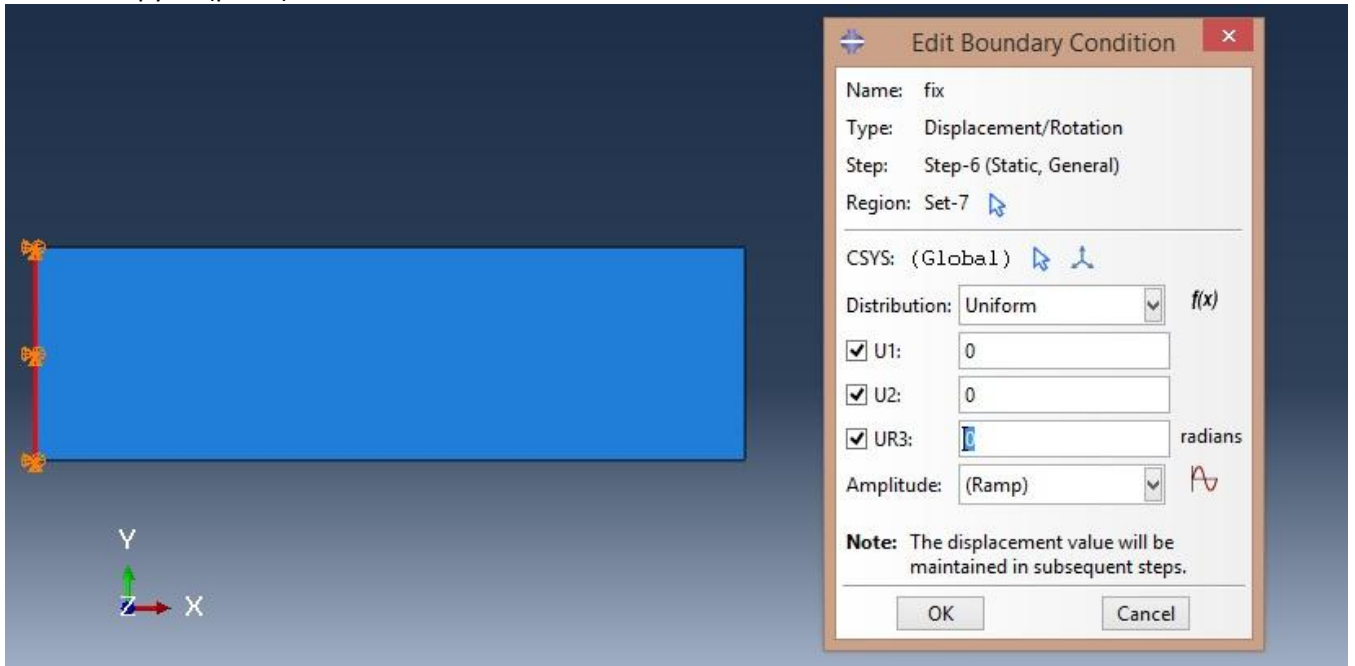 Edit Boundary Condition
Name: fix
Type: Displacement/Rotation
Step: Step-6 (Static, General)
Region: Set-7
CSYS: (Global)
Distribution: Uniform f(x)
U1: 0
U2: 0
UR3: 0 radians
Amplitude: (Ramp)
Note: The displacement value will be
maintained in subsequent steps.
OK Cancel
Y
Z X